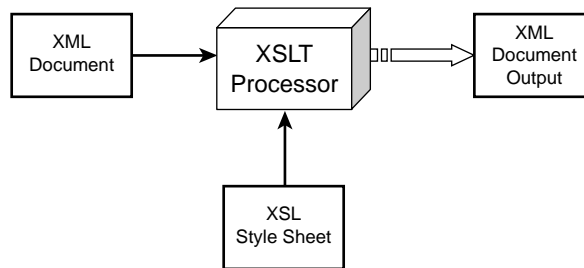 XML
Document
XSLT
Processor
XML
Document
Output
XSL
Style Sheet